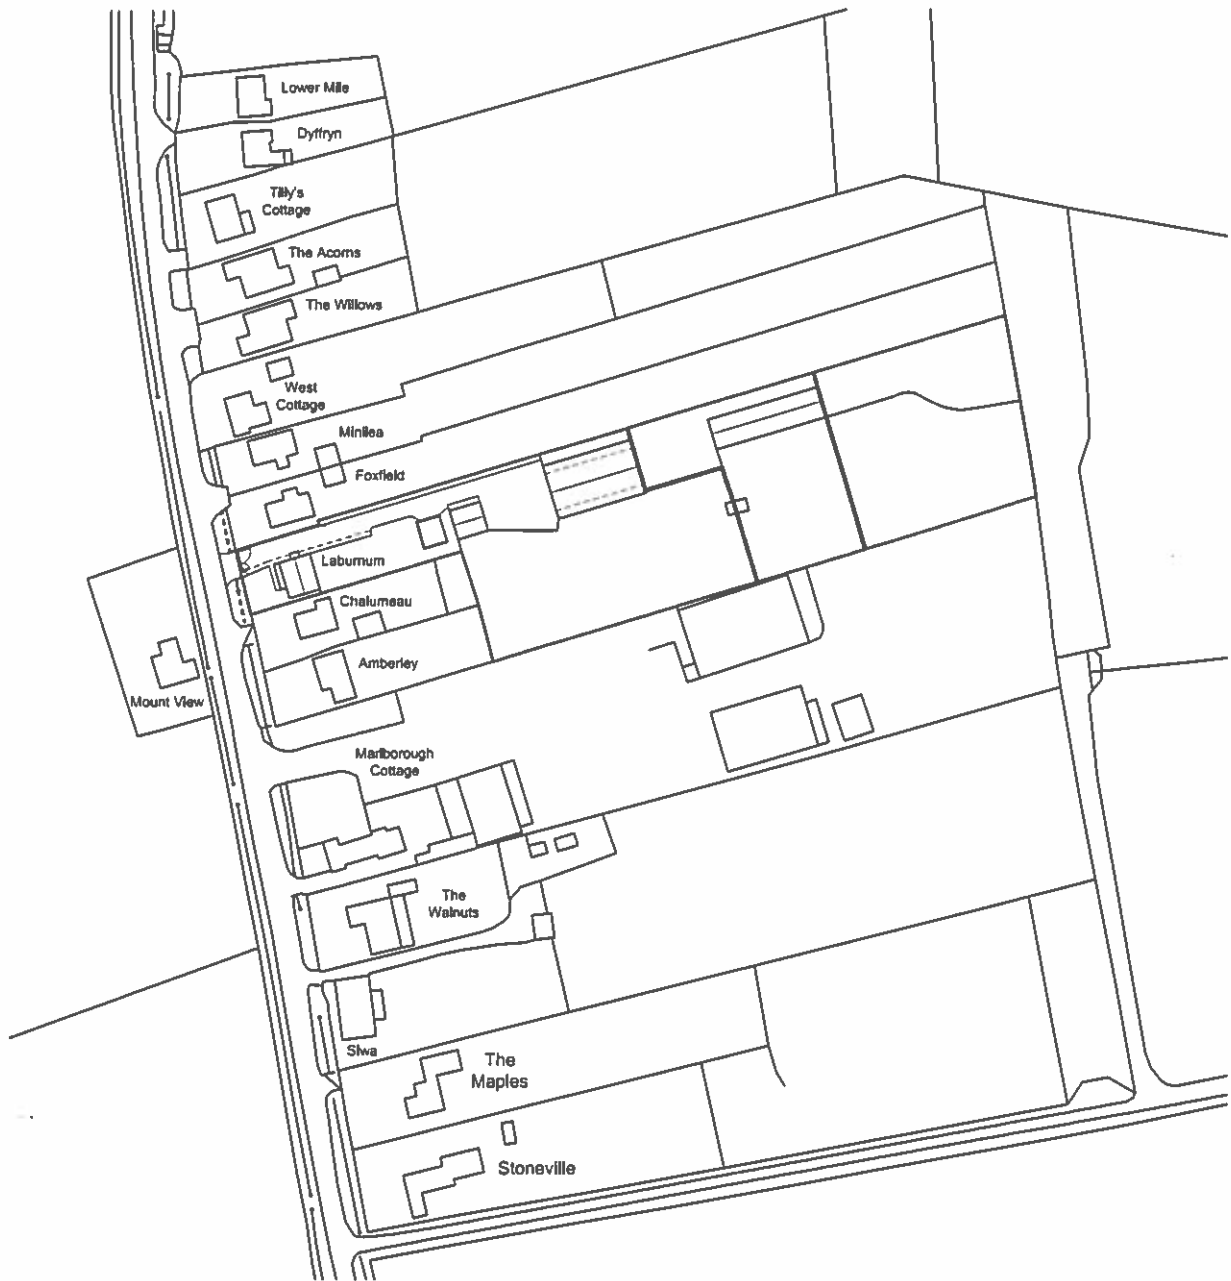 Lower Mile
Dyffryn
Tilly's
Cottage
The Acorns
The Willows
West
Cottage
Minilea
Foxfield
Laburnum
Chalumeau
Amberley
Mount View
Marlborough
Cottage
The
Walnuts
Siwa
The
Maples
Stoneville